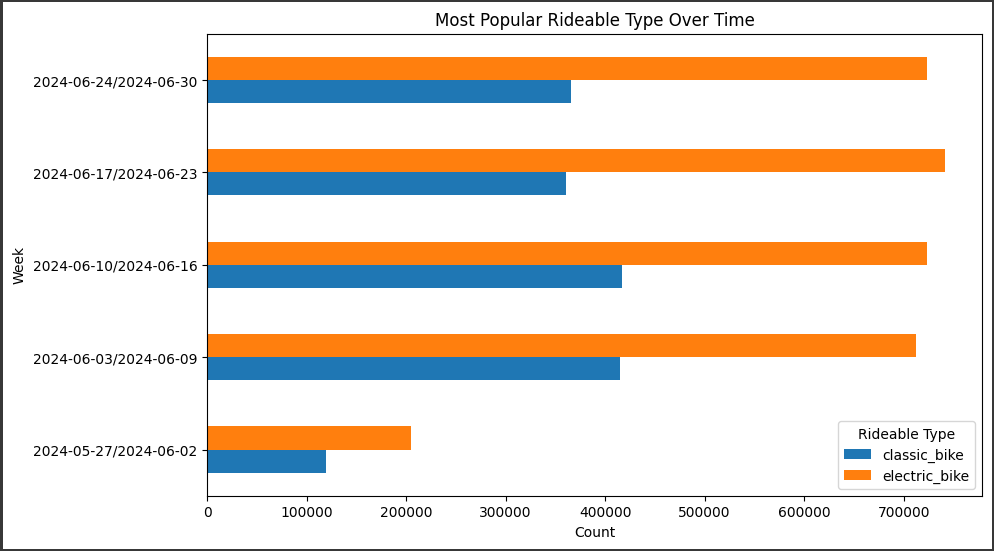 Most Popular Rideable Type Over Time
2024-06-24/2024-06-30
2024-06-17/2024-06-23
Week
2024-06-10/2024-06-16
2024-06-03/2024-06-09
2024-05-27/2024-06-02
Rideable Type
classic_bike
electric_bike
0 100000 200000 300000 400000 500000 600000 700000
Count